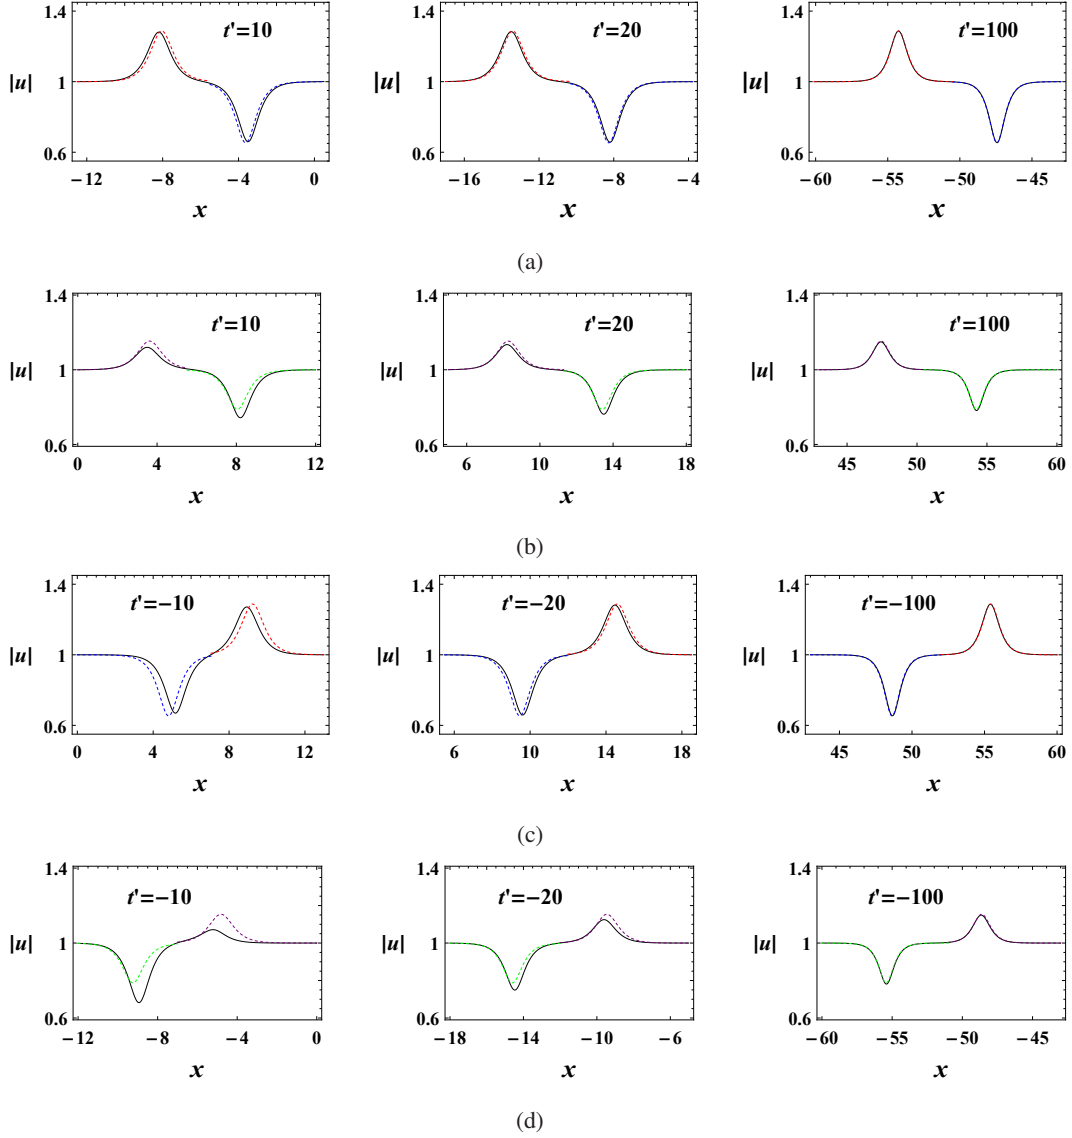 1.4 1.4 1.4
t'=10 t'=20 t'=100
|u| 1 |u| 1 |u| 1
0.6 0.6 0.6
−12 −8 −4 0 −16 −12 −8 −4 −60 −55 −50 −45
x x x
(a)
1.4 1.4 1.4
t'=10 t'=20 t'=100
|u| 1 |u| 1 |u| 1
0.6 0.6 0.6
0 4 8 12 6 10 14 18 45 50 55 60
x x x
(b)
1.4 1.4 1.4
t'=−10 t'=−20 t'=−100
|u| 1 |u| 1 |u| 1
0.6 0.6 0.6
0 4 8 12 6 10 14 18 45 50 55 60
x x x
(c)
1.4 1.4 1.4
t'=−10 t'=−20 t'=−100
|u| 1 |u| 1 |u| 1
0.6 0.6 0.6
−12 −8 −4 0 −18 −14 −10 −6 −60 −55 −50 −45
x x x
(d)